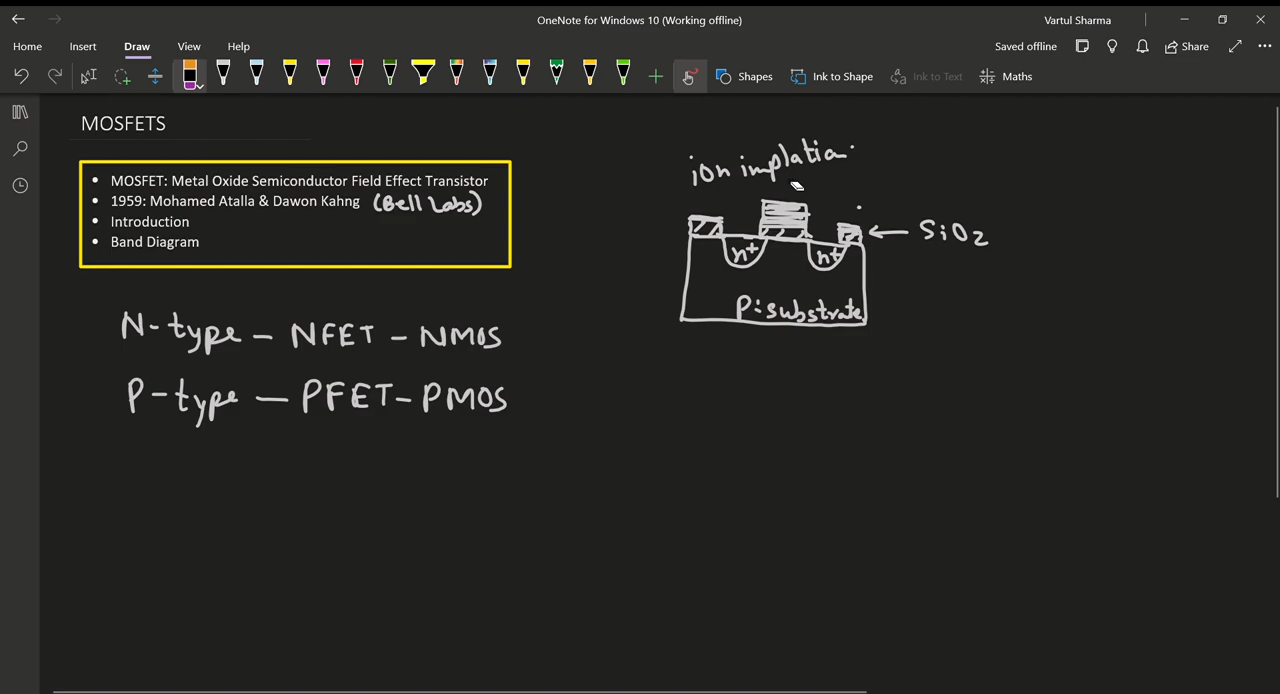 OneNote for Windows 10 (Working offline)
Vartul Sharma
Home Insert Draw View Help
Saved offline
Share
Shapes
Ink to Shape
Ink to Text
Maths
MOSFETS
• MOSFET: Metal Oxide Semiconductor Field Effect Transistor
• 1959: Mohamed Atalla & Dawon Kahng (Bell Labs)
• Introduction
• Band Diagram
N-type - NFET - NMOS
P-type - PFET - PMOS
ion implation
SiO2
n+ n+
P:substrate